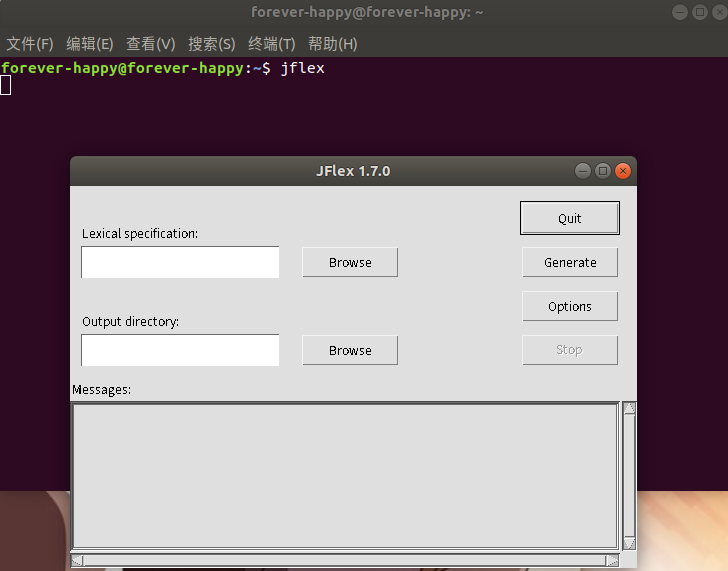 forever-happy@forever-happy: ~
文件(F) 编辑(E) 查看(V) 搜索(S) 终端(T) 帮助(H)
forever-happy@forever-happy:~$ jflex
JFlex 1.7.0
Quit
Lexical specification:
Browse
Generate
Options
Output directory:
Browse
Stop
Messages: